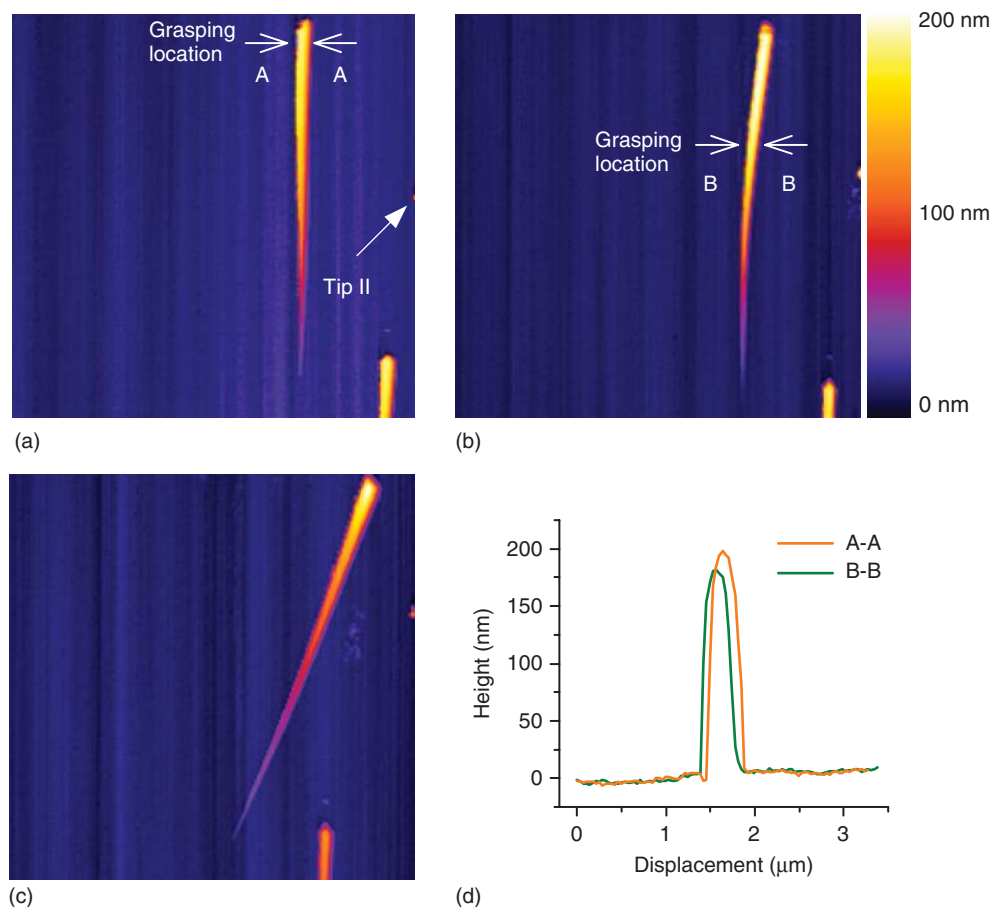 Grasping
location
A A
Tip II
(a)
Grasping
location
B B
(b)
200 nm
100 nm
0 nm
(c)
A-A
B-B
200
150
100
50
0
Height (nm)
0 1 2 3
Displacement (μm)
(d)